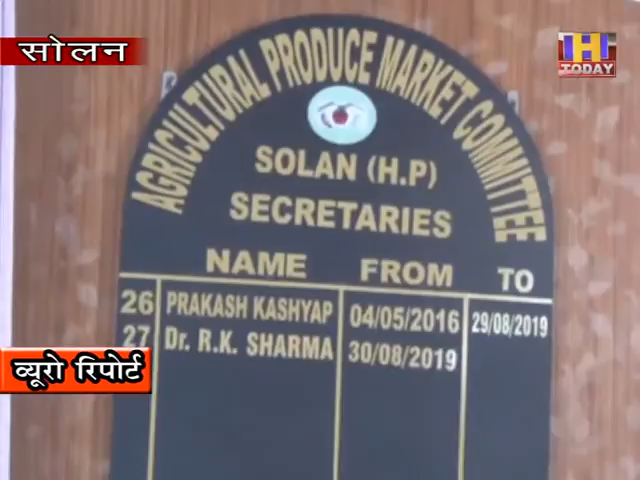 सोलन
H
TODAY
AGRICULTURAL PRODUCE MARKET COMMITTEE
SOLAN (H.P)
SECRETARIES
NAME FROM TO
26 PRAKASH KASHYAP 04/05/2016 29/08/2019
27 Dr. R.K. SHARMA 30/08/2019
ब्यूरो रिपोर्ट